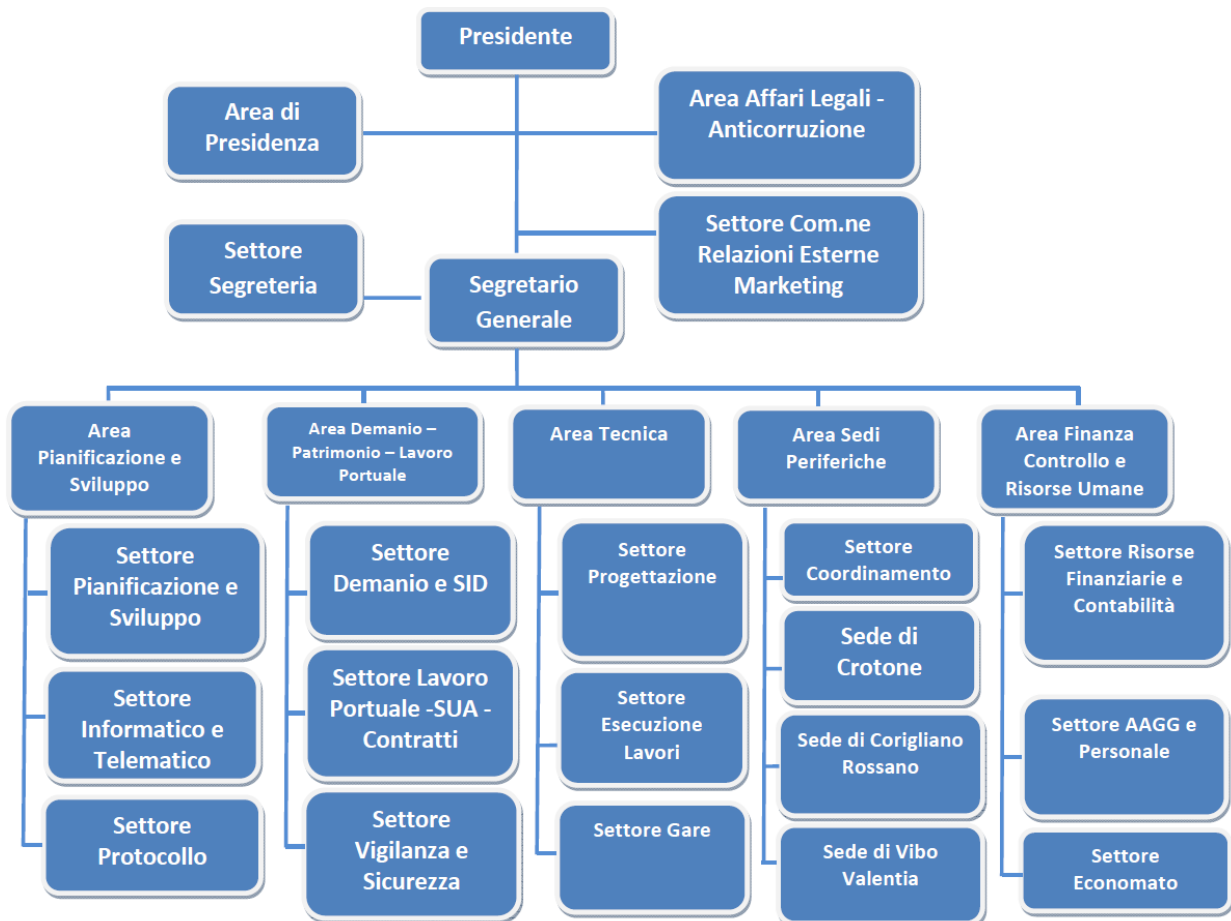 Presidente
Area di
Presidenza
Area Affari Legali -
Anticorruzione
Settore
Segreteria
Settore Com.ne
Relazioni Esterne
Marketing
Segretario
Generale
Area
Pianificazione e
Sviluppo
Area Demanio –
Patrimonio – Lavoro
Portuale
Area Tecnica
Area Sedi
Periferiche
Area Finanza
Controllo e
Risorse Umane
Settore
Pianificazione e
Sviluppo
Settore
Informatico e
Telematico
Settore
Protocollo
Settore
Demanio e SID
Settore Lavoro
Portuale -SUA -
Contratti
Settore
Vigilanza e
Sicurezza
Settore
Progettazione
Settore
Esecuzione
Lavori
Settore Gare
Settore
Coordinamento
Sede di
Crotone
Sede di Corigliano
Rossano
Sede di Vibo
Valentia
Settore Risorse
Finanziarie e
Contabilità
Settore AAGG e
Personale
Settore
Economato